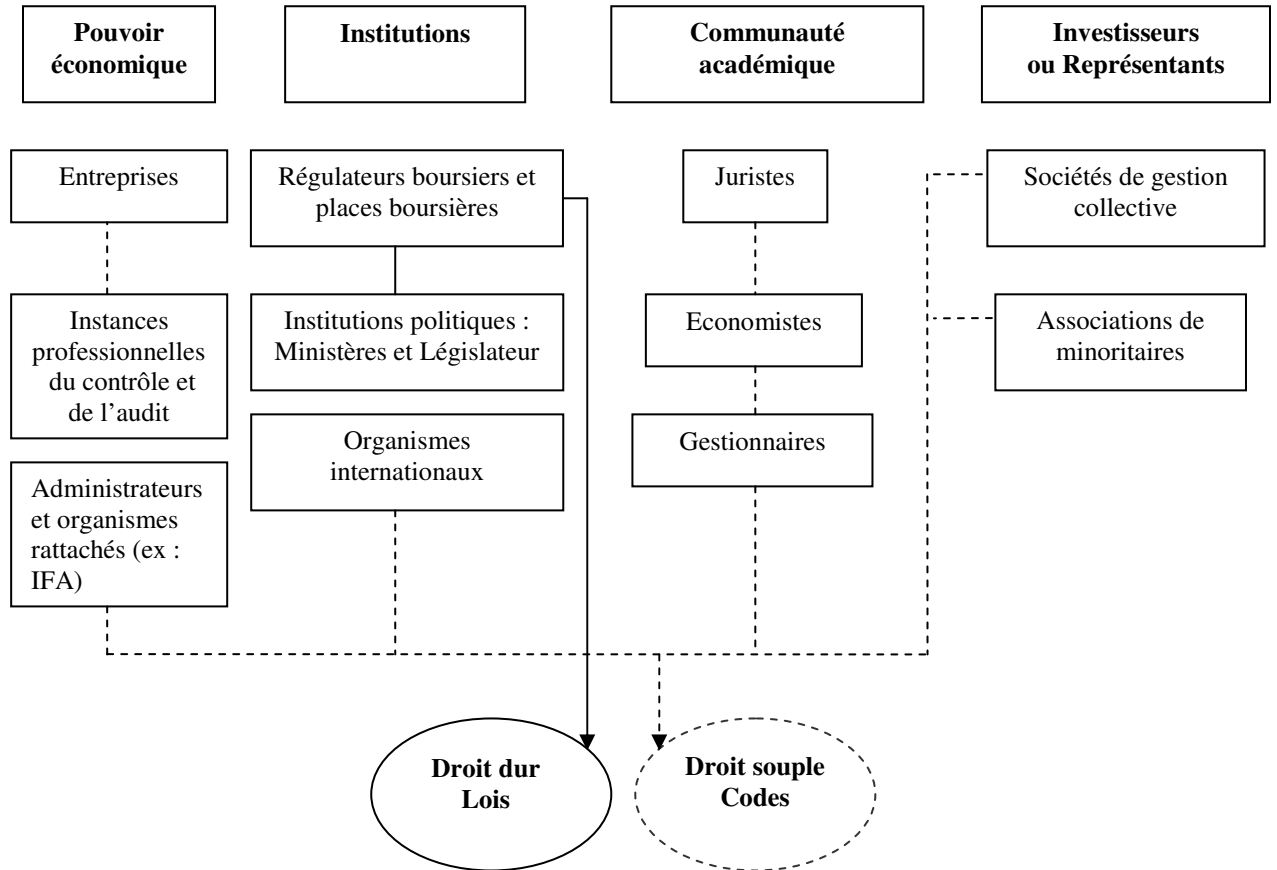 Pouvoir
économique
Institutions
Communauté
académique
Investisseurs
ou Représentants
Entreprises
Régulateurs boursiers et
places boursières
Juristes
Sociétés de gestion
collective
Instances
professionnelles
du contrôle et
de l'audit
Institutions politiques :
Ministères et Législateur
Economistes
Associations de
minoritaires
Organismes
internationaux
Gestionnaires
Administrateurs
et organismes
rattachés (ex :
IFA)
Droit dur
Lois
Droit souple
Codes